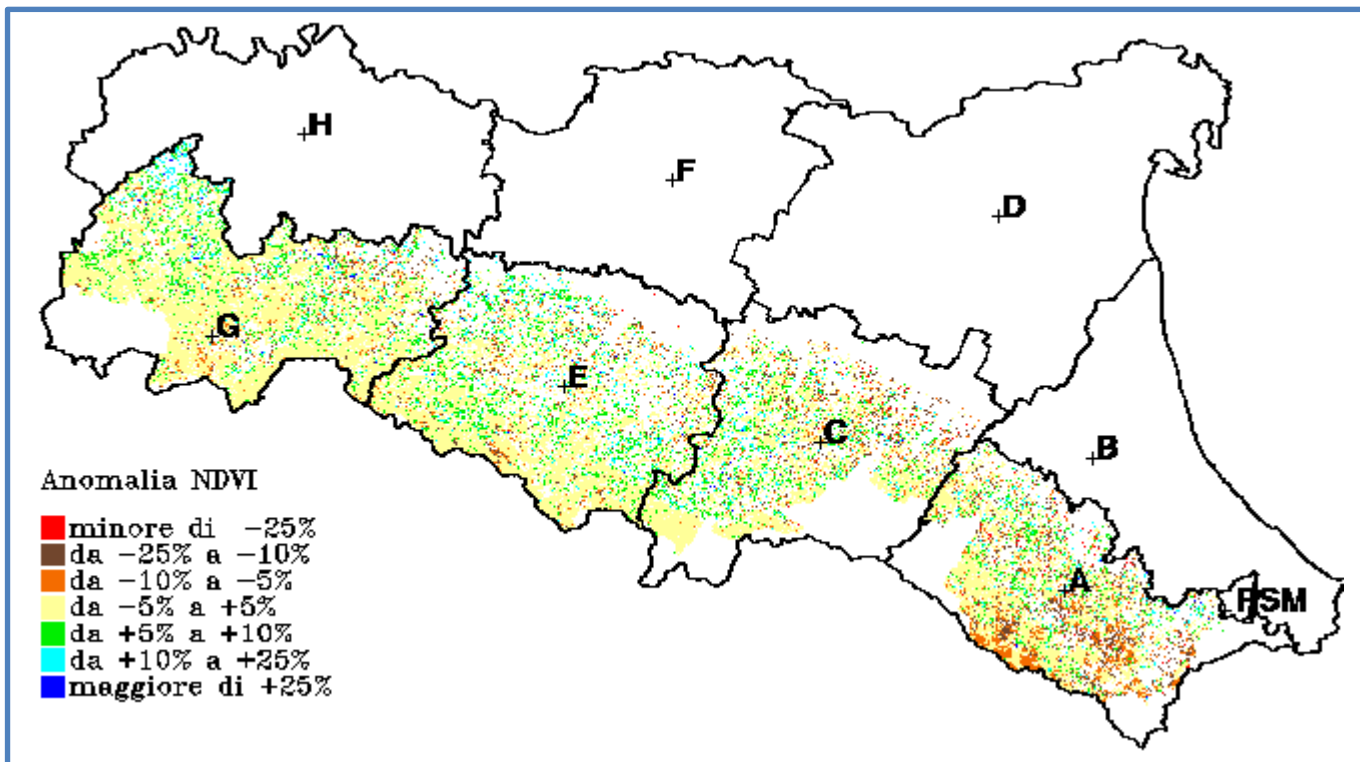 H
F
D
G
E
C
B
A
RSM
Anomalia NDVI
minore di -25%
da -25% a -10%
da -10% a -5%
da -5% a +5%
da +5% a +10%
da +10% a +25%
maggiore di +25%